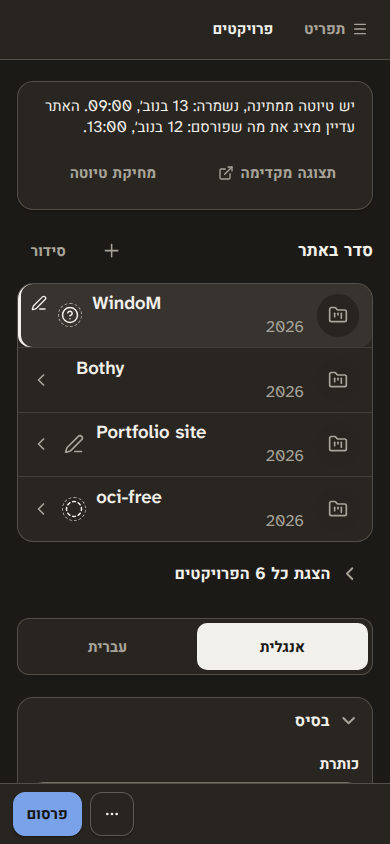 תפריט
פרויקטים
יש טיוטה ממתינה, נשמרה: 13 בנוב׳, 09:00. האתר
עדיין מציג את מה שפורסם: 12 בנוב׳, 13:00.
תצוגה מקדימה
מחיקת טיוטה
סדר באתר
סידור
WindoM
2026
Bothy
2026
Portfolio site
2026
oci-free
2026
הצגת כל 6 הפרויקטים
אנגלית
עברית
בסיס
כותרת
...
פרסום